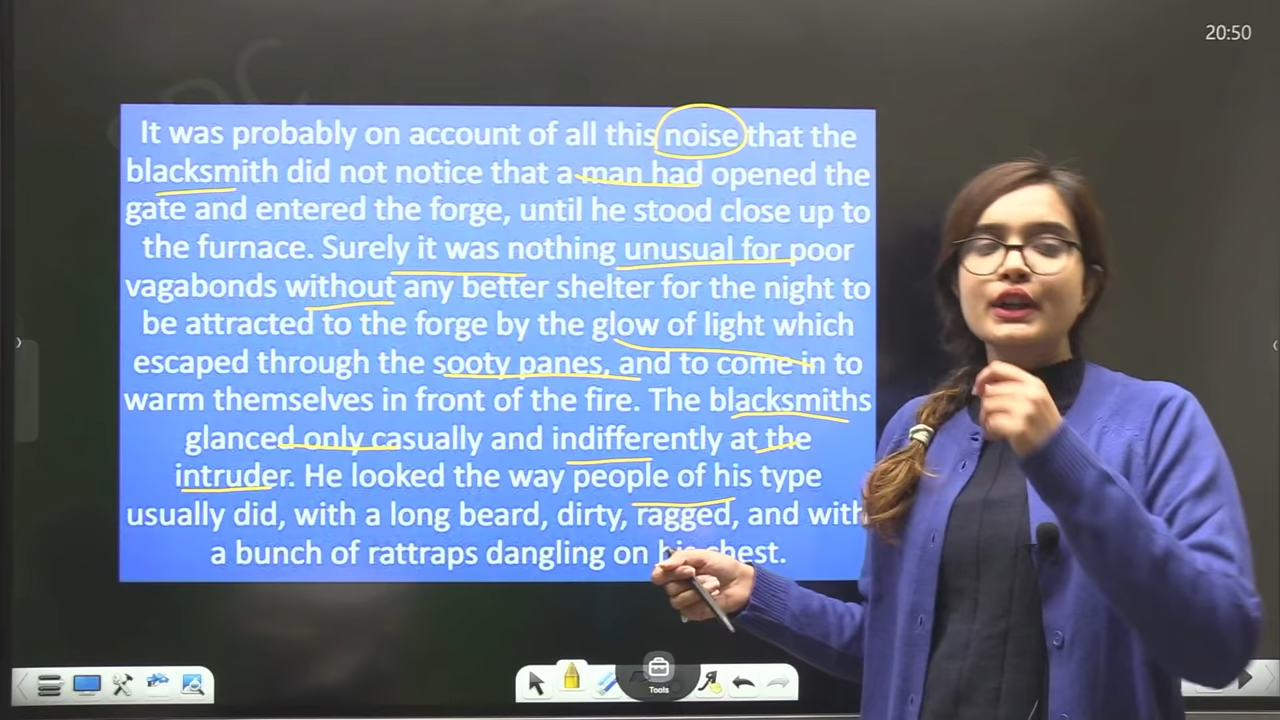 20:50
It was probably on account of all this noise that the
blacksmith did not notice that a man had opened the
gate and entered the forge, until he stood close up to
the furnace. Surely it was nothing unusual for poor
vagabonds without any better shelter for the night to
be attracted to the forge by the glow of light which
escaped through the sooty panes, and to come in to
warm themselves in front of the fire. The blacksmiths
glanced only casually and indifferently at the
intruder. He looked the way people of his type
usually did, with a long beard, dirty, ragged, and with
a bunch of rattraps dangling on his chest.
Tools